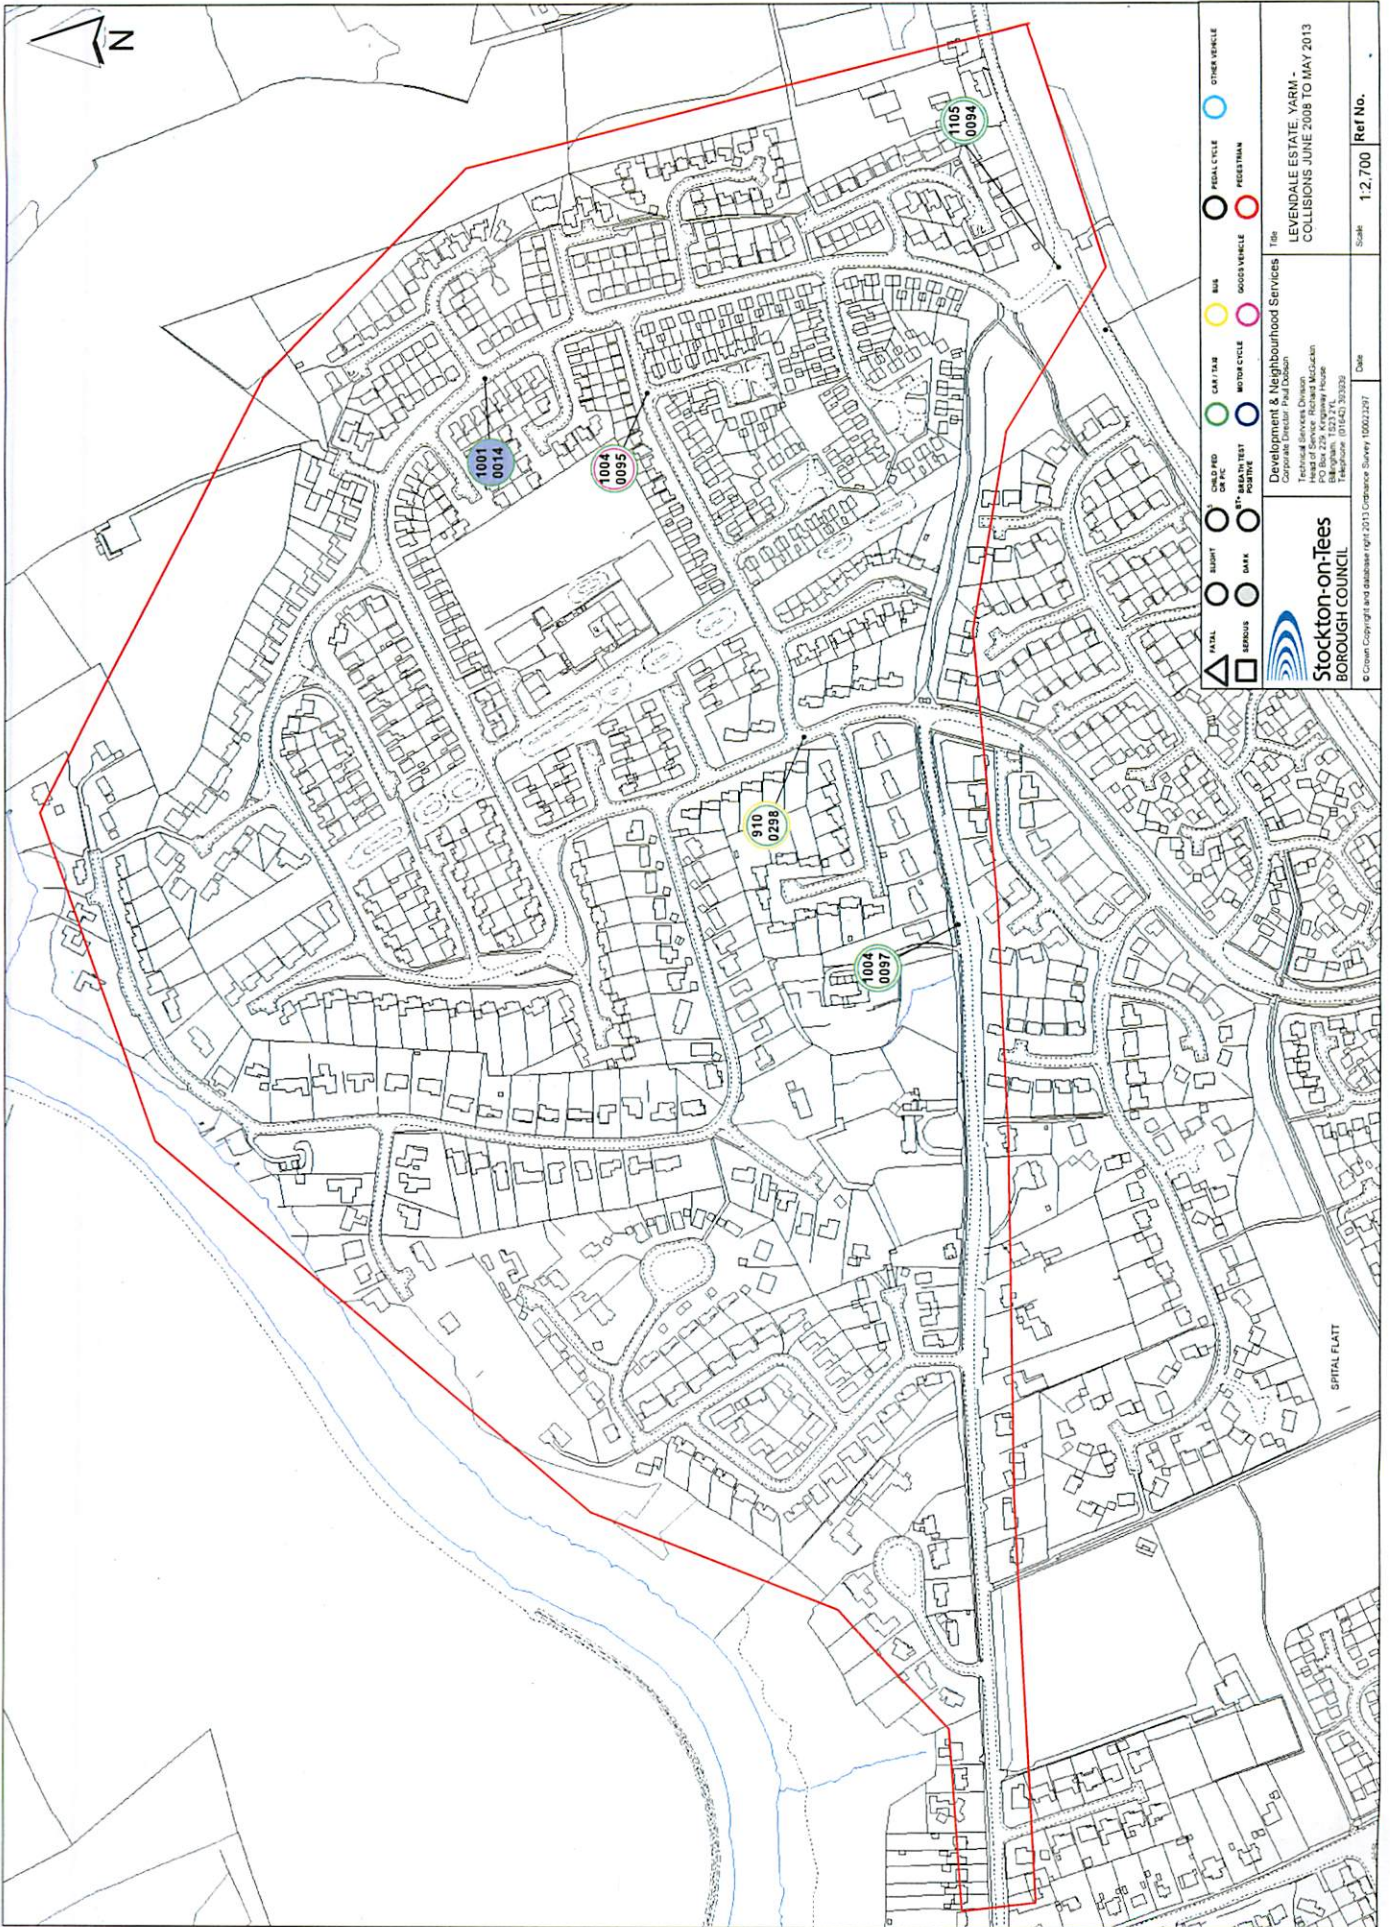 N
1105
0094
1001
0014
1004
0095
910
0298
1004
0097
SPITAL FLATT
FATAL
SLIGHT
CHILD PED
OR P/C
CAR / TAXI
BUS
PEDAL CYCLE
OTHER VEHICLE
SERIOUS
DARK
BT+
BREATH TEST
POSITIVE
MOTOR CYCLE
GOODS VEHICLE
PEDESTRIAN
Stockton-on-Tees
BOROUGH COUNCIL
Development & Neighbourhood Services
Corporate Director: Paul Dobson
Technical Services Division
Head of Service: Richard McGuckin
PO Box 229, Kingsway House
Billingham, TS23 2YL
Telephone: (01642) 393939
Title
LEVENDALE ESTATE, YARM -
COLLISIONS JUNE 2008 TO MAY 2013
© Crown Copyright and database right 2013 Ordnance Survey 100023297
Date
Scale
1:2,700
Ref No.